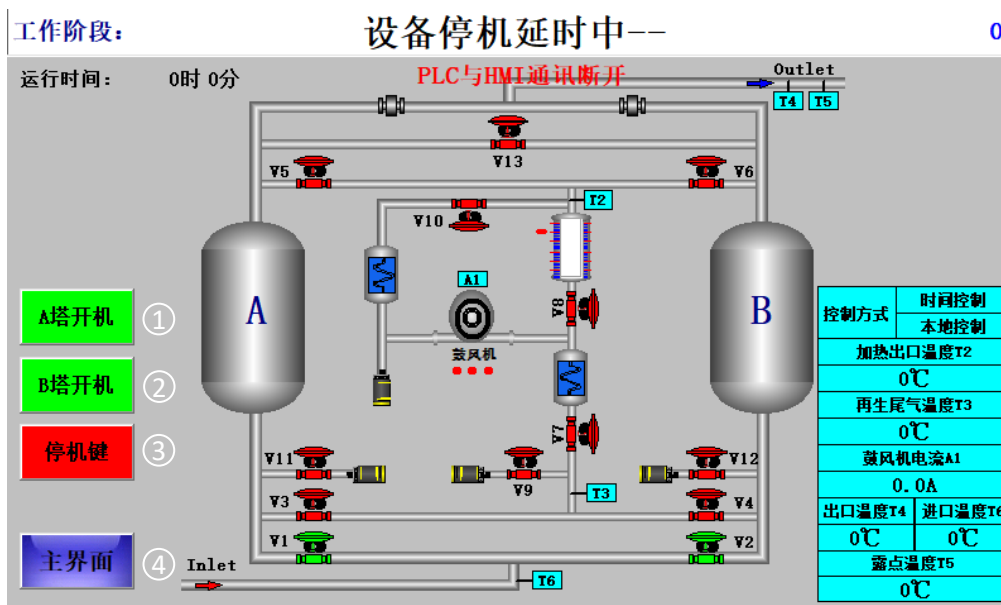 工作阶段:
设备停机延时中--
0
运行时间: 0时 0分
PLC与HMI通讯断开
Outlet
T4 T5
V13
V5
V6
T2
V10
A1
A
B
V8
鼓风机
A塔开机 ①
B塔开机 ②
停机键 ③
主界面 ④
V7
V11
V9
V12
V3
T3
V4
V1
V2
Inlet
T6
控制方式
时间控制
本地控制
加热出口温度T2
0℃
再生尾气温度T3
0℃
鼓风机电流A1
0.0A
出口温度T4 进口温度T6
0℃ 0℃
露点温度T5
0℃